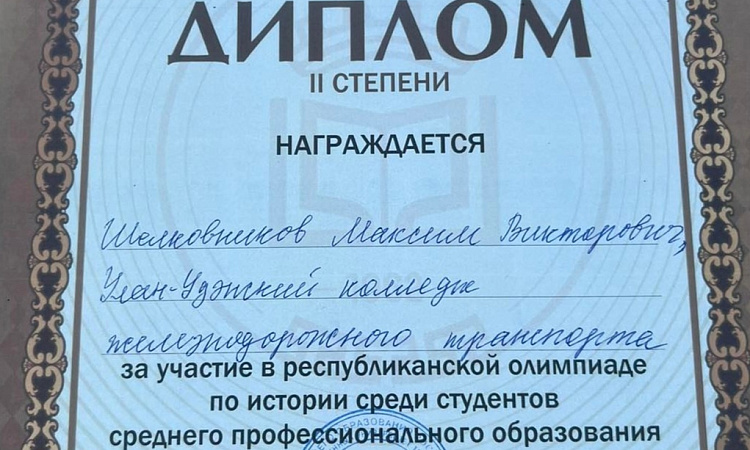 ДИПЛОМ
II СТЕПЕНИ
НАГРАЖДАЕТСЯ
Шелковников Максим Викторович,
Улан-Удэнский колледж
железнодорожного транспорта
за участие в республиканской олимпиаде
по истории среди студентов
среднего профессионального образования